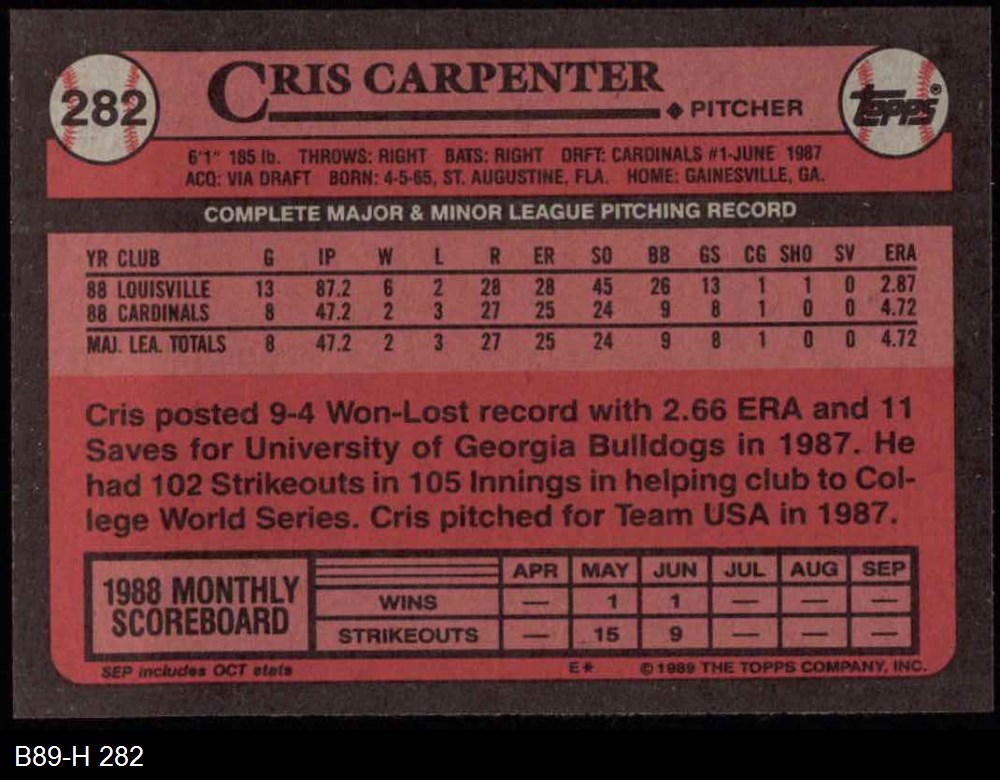 282
CRIS CARPENTER
◆ PITCHER
TOPPS®
6'1" 185 lb. THROWS: RIGHT BATS: RIGHT DRFT: CARDINALS #1-JUNE 1987
ACQ: VIA DRAFT BORN: 4-5-65, ST. AUGUSTINE, FLA. HOME: GAINESVILLE, GA.
COMPLETE MAJOR & MINOR LEAGUE PITCHING RECORD
YR CLUB G IP W L R ER SO BB GS CG SHO SV ERA
88 LOUISVILLE 13 87.2 6 2 28 28 45 26 13 1 1 0 2.87
88 CARDINALS 8 47.2 2 3 27 25 24 9 8 1 0 0 4.72
MAJ. LEA. TOTALS 8 47.2 2 3 27 25 24 9 8 1 0 0 4.72
Cris posted 9-4 Won-Lost record with 2.66 ERA and 11
Saves for University of Georgia Bulldogs in 1987. He
had 102 Strikeouts in 105 Innings in helping club to Col-
lege World Series. Cris pitched for Team USA in 1987.
1988 MONTHLY
SCOREBOARD
APR MAY JUN JUL AUG SEP
WINS — 1 1 — — —
STRIKEOUTS — 15 9 — — —
SEP includes OCT stats
E* © 1989 THE TOPPS COMPANY, INC.
B89-H 282